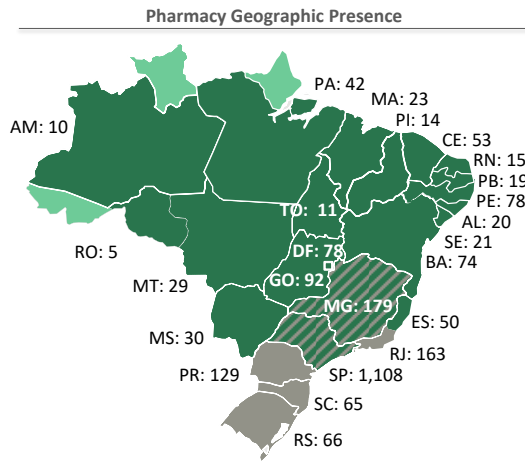 Pharmacy Geographic Presence
PA: 42
MA: 23
PI: 14
AM: 10
CE: 53
RN: 15
PB: 19
PE: 78
TO: 11
AL: 20
SE: 21
RO: 5
DF: 78
BA: 74
MT: 29
GO: 92
MG: 179
ES: 50
MS: 30
RJ: 163
PR: 129
SP: 1,108
SC: 65
RS: 66